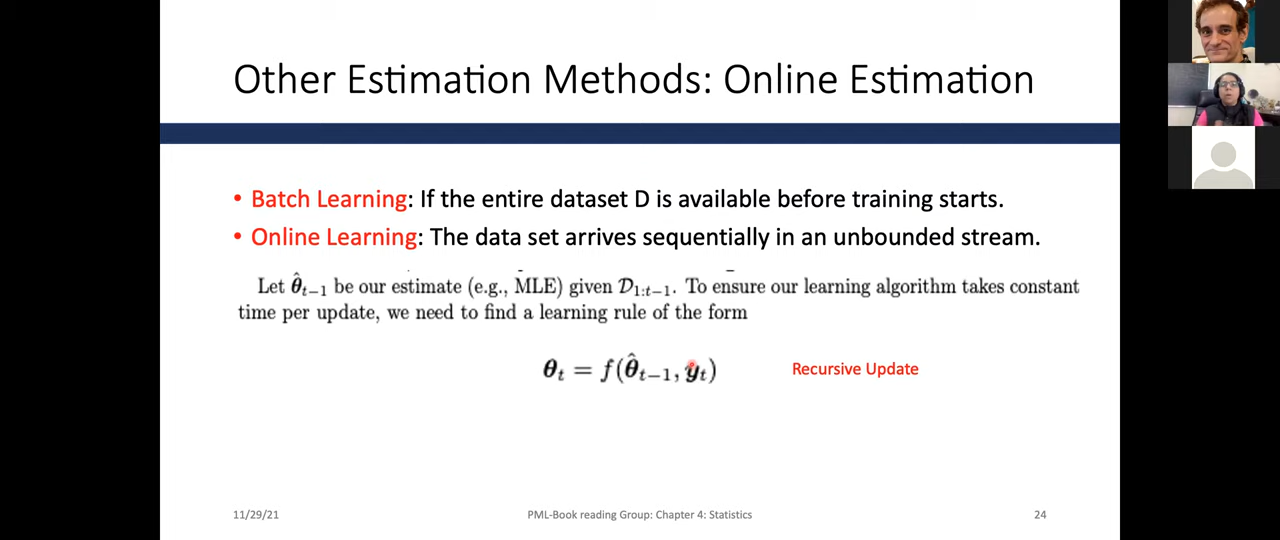 Other Estimation Methods: Online Estimation
• Batch Learning: If the entire dataset D is available before training starts.
• Online Learning: The data set arrives sequentially in an unbounded stream.
Let θ̂ₜ₋₁ be our estimate (e.g., MLE) given 𝒟₁:ₜ₋₁. To ensure our learning algorithm takes constant
time per update, we need to find a learning rule of the form
θₜ = f(θ̂ₜ₋₁, yₜ) Recursive Update
11/29/21 PML-Book reading Group: Chapter 4: Statistics 24